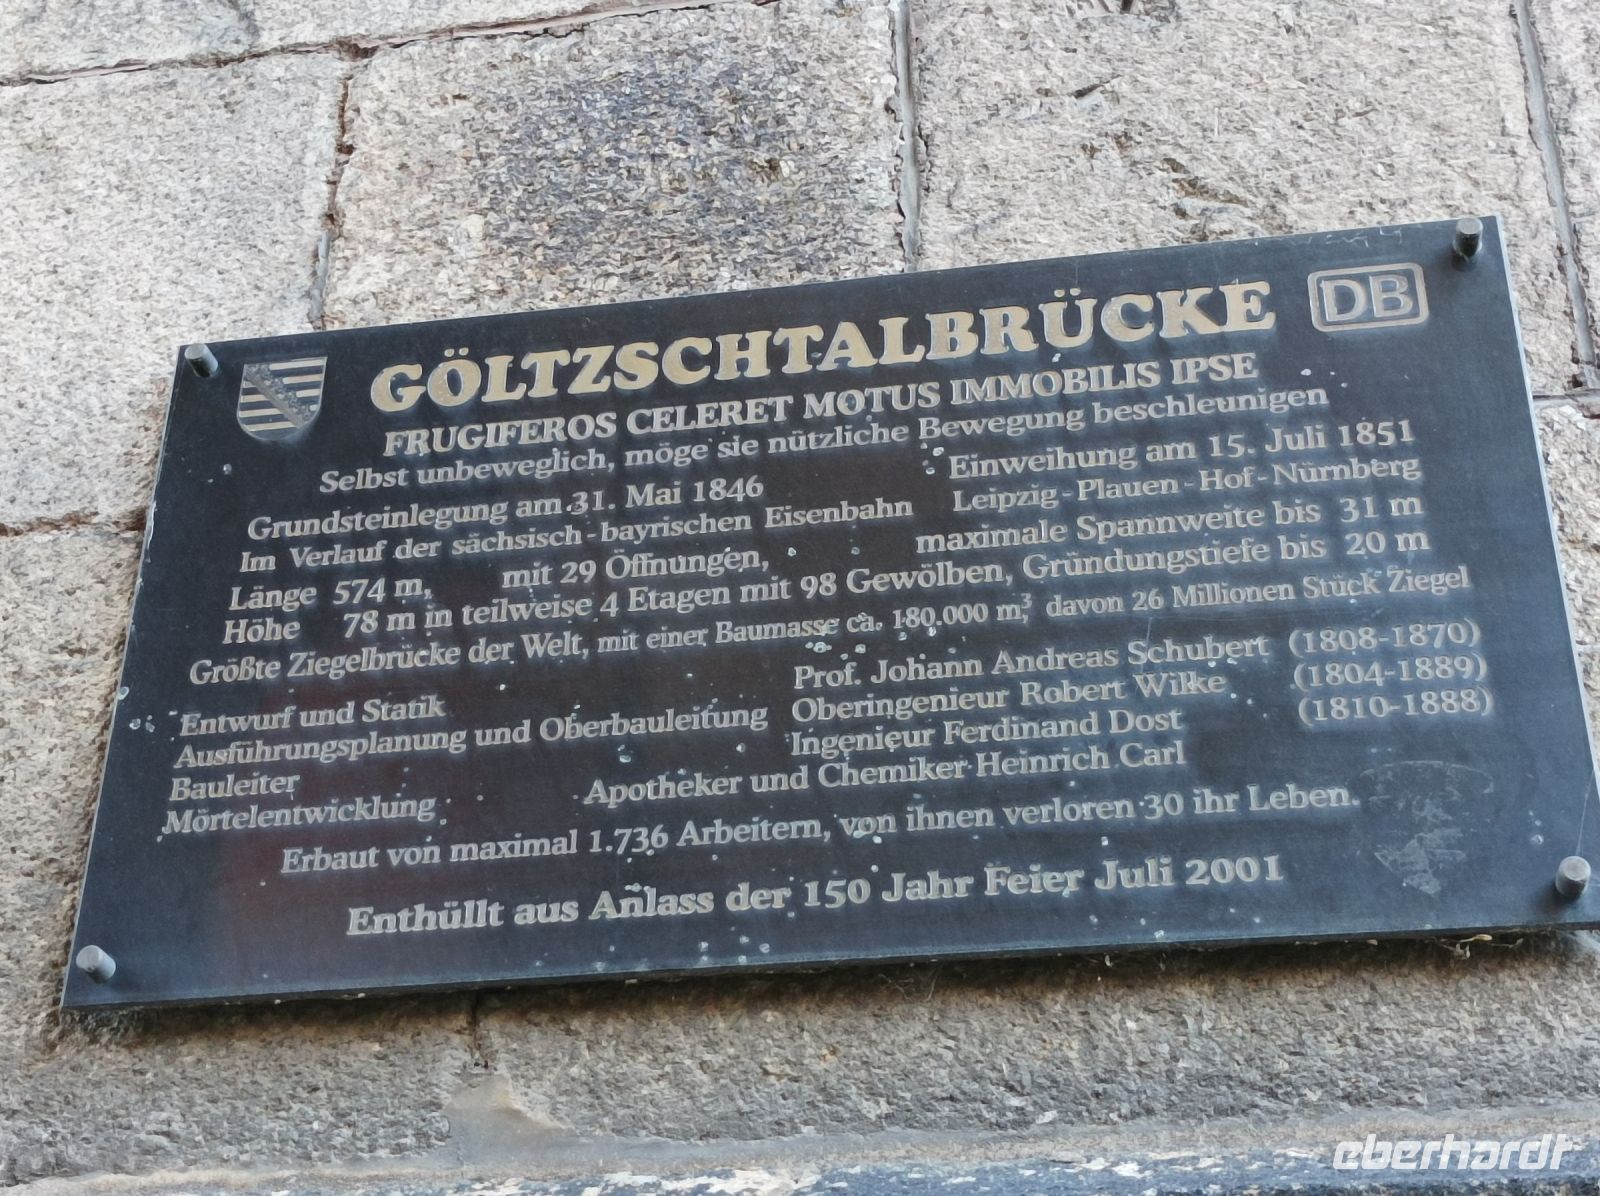 GÖLTZSCHTALBRÜCKE DB
FRUGIFEROS CELERET MOTUS IMMOBILIS IPSE
Selbst unbeweglich, möge sie nützliche Bewegung beschleunigen
Grundsteinlegung am 31. Mai 1846 Einweihung am 15. Juli 1851
Im Verlauf der sächsisch-bayrischen Eisenbahn Leipzig-Plauen-Hof-Nürnberg
Länge 574 m, mit 29 Öffnungen, maximale Spannweite bis 31 m
Höhe 78 m in teilweise 4 Etagen mit 98 Gewölben, Gründungstiefe bis 20 m
Größte Ziegelbrücke der Welt, mit einer Baumasse ca. 180.000 m³, davon 26 Millionen Stück Ziegel
Entwurf und Statik Prof. Johann Andreas Schubert (1808-1870)
Ausführungsplanung und Oberbauleitung Oberingenieur Robert Wilke (1804-1889)
Bauleiter Ingenieur Ferdinand Dost (1810-1888)
Mörtelentwicklung Apotheker und Chemiker Heinrich Carl
Erbaut von maximal 1.736 Arbeitern, von ihnen verloren 30 ihr Leben.
Enthüllt aus Anlass der 150 Jahr Feier Juli 2001
eberhardt